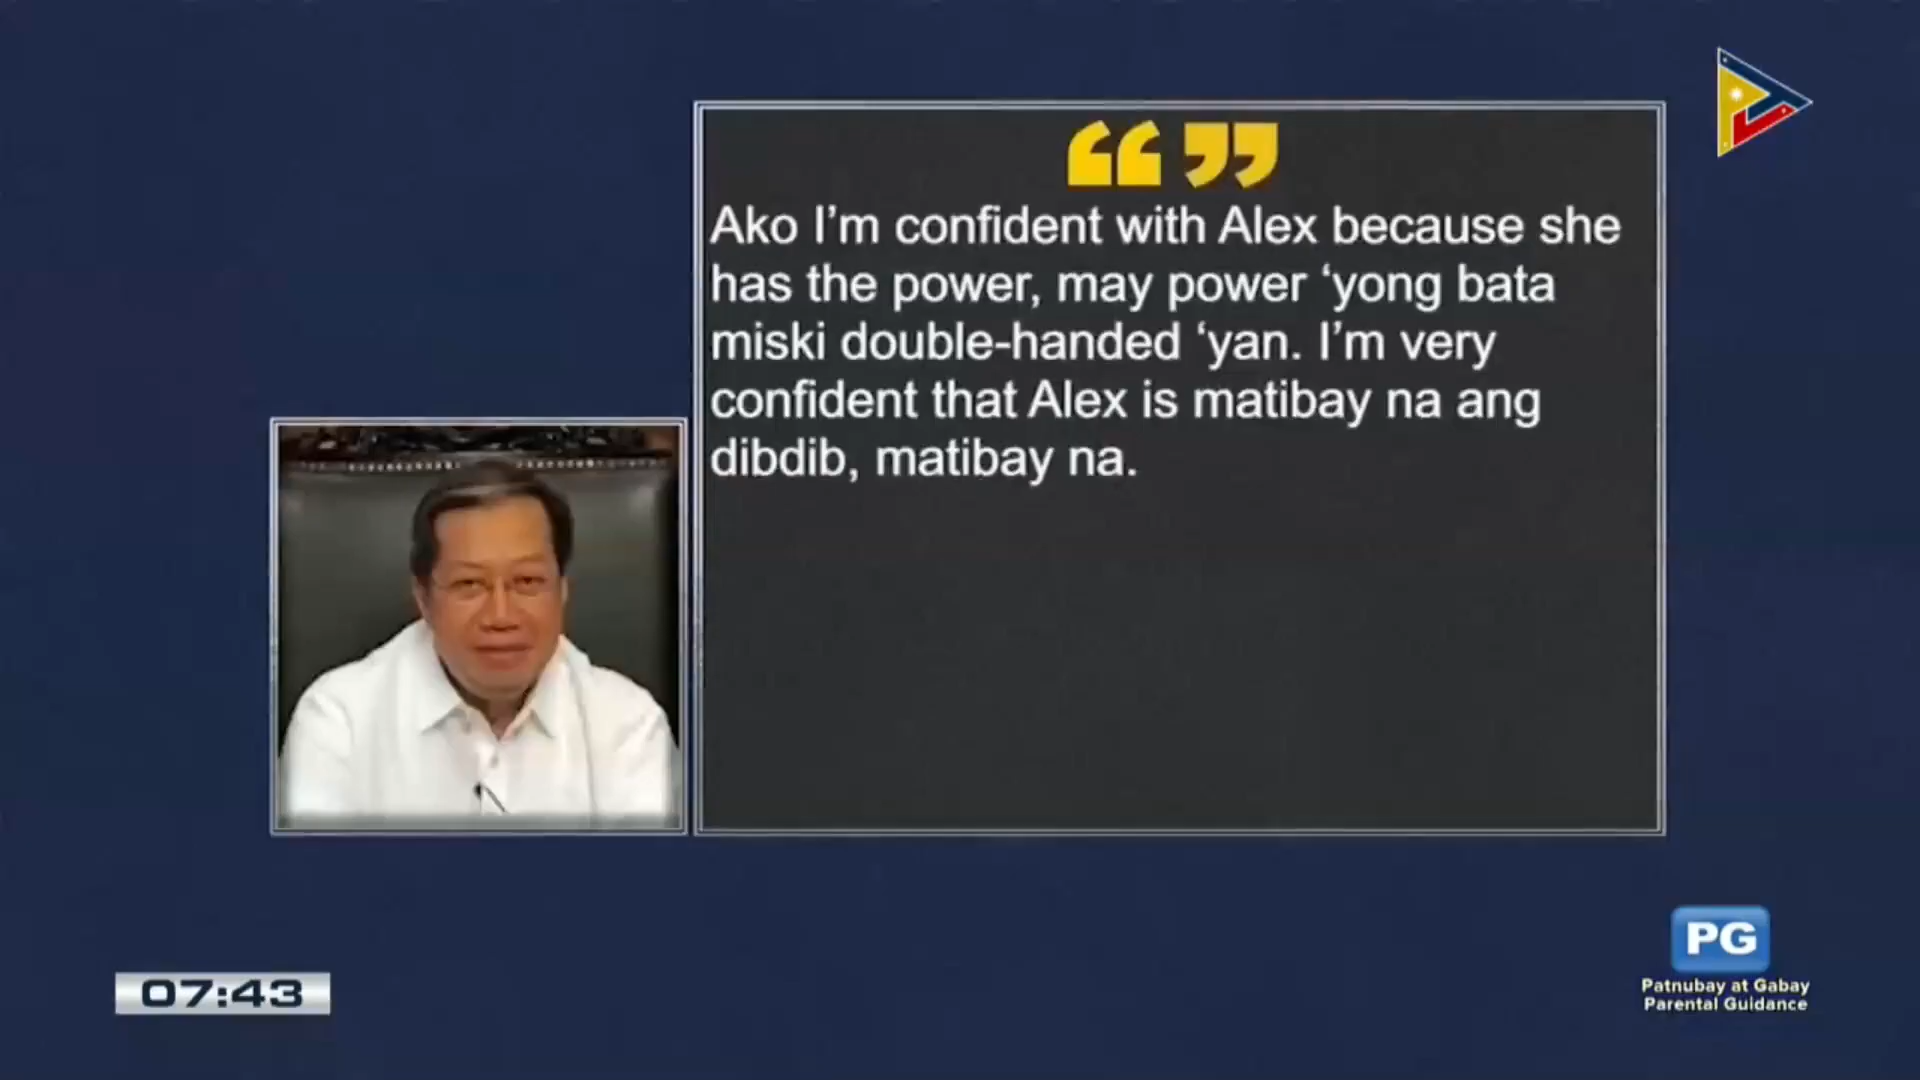 “ ”
Ako I’m confident with Alex because she
has the power, may power ‘yong bata
miski double-handed ‘yan. I’m very
confident that Alex is matibay na ang
dibdib, matibay na.
07:43
PG
Patnubay at Gabay
Parental Guidance